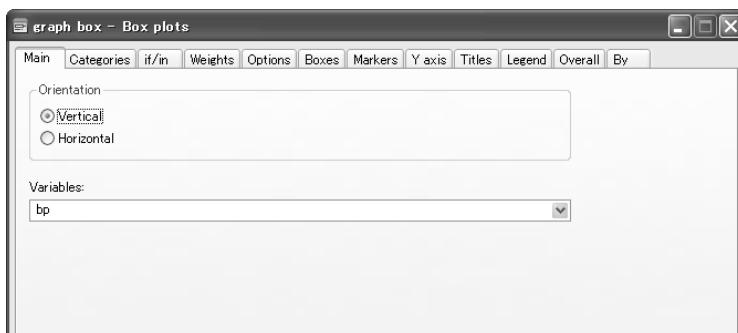 graph box - Box plots
Main Categories if/in Weights Options Boxes Markers Y axis Titles Legend Overall By
Orientation
Vertical
Horizontal
Variables:
bp